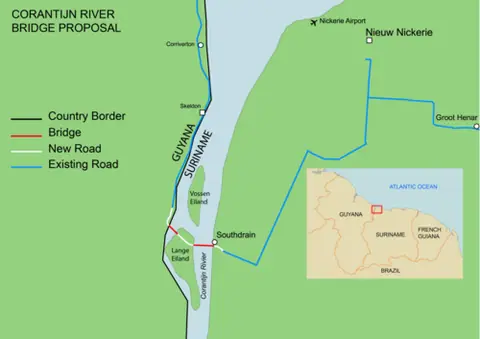 CORANTIJN RIVER
BRIDGE PROPOSAL
Nickerie Airport
Nieuw Nickerie
Corriverton
Groot Henar
Skeldon
Country Border
Bridge
New Road
Existing Road
GUYANA
SURINAME
Vossen
Eiland
Southdrain
Lange
Eiland
Corantijn Rivier
ATLANTIC OCEAN
GUYANA
SURINAME
FRENCH
GUIANA
BRAZIL